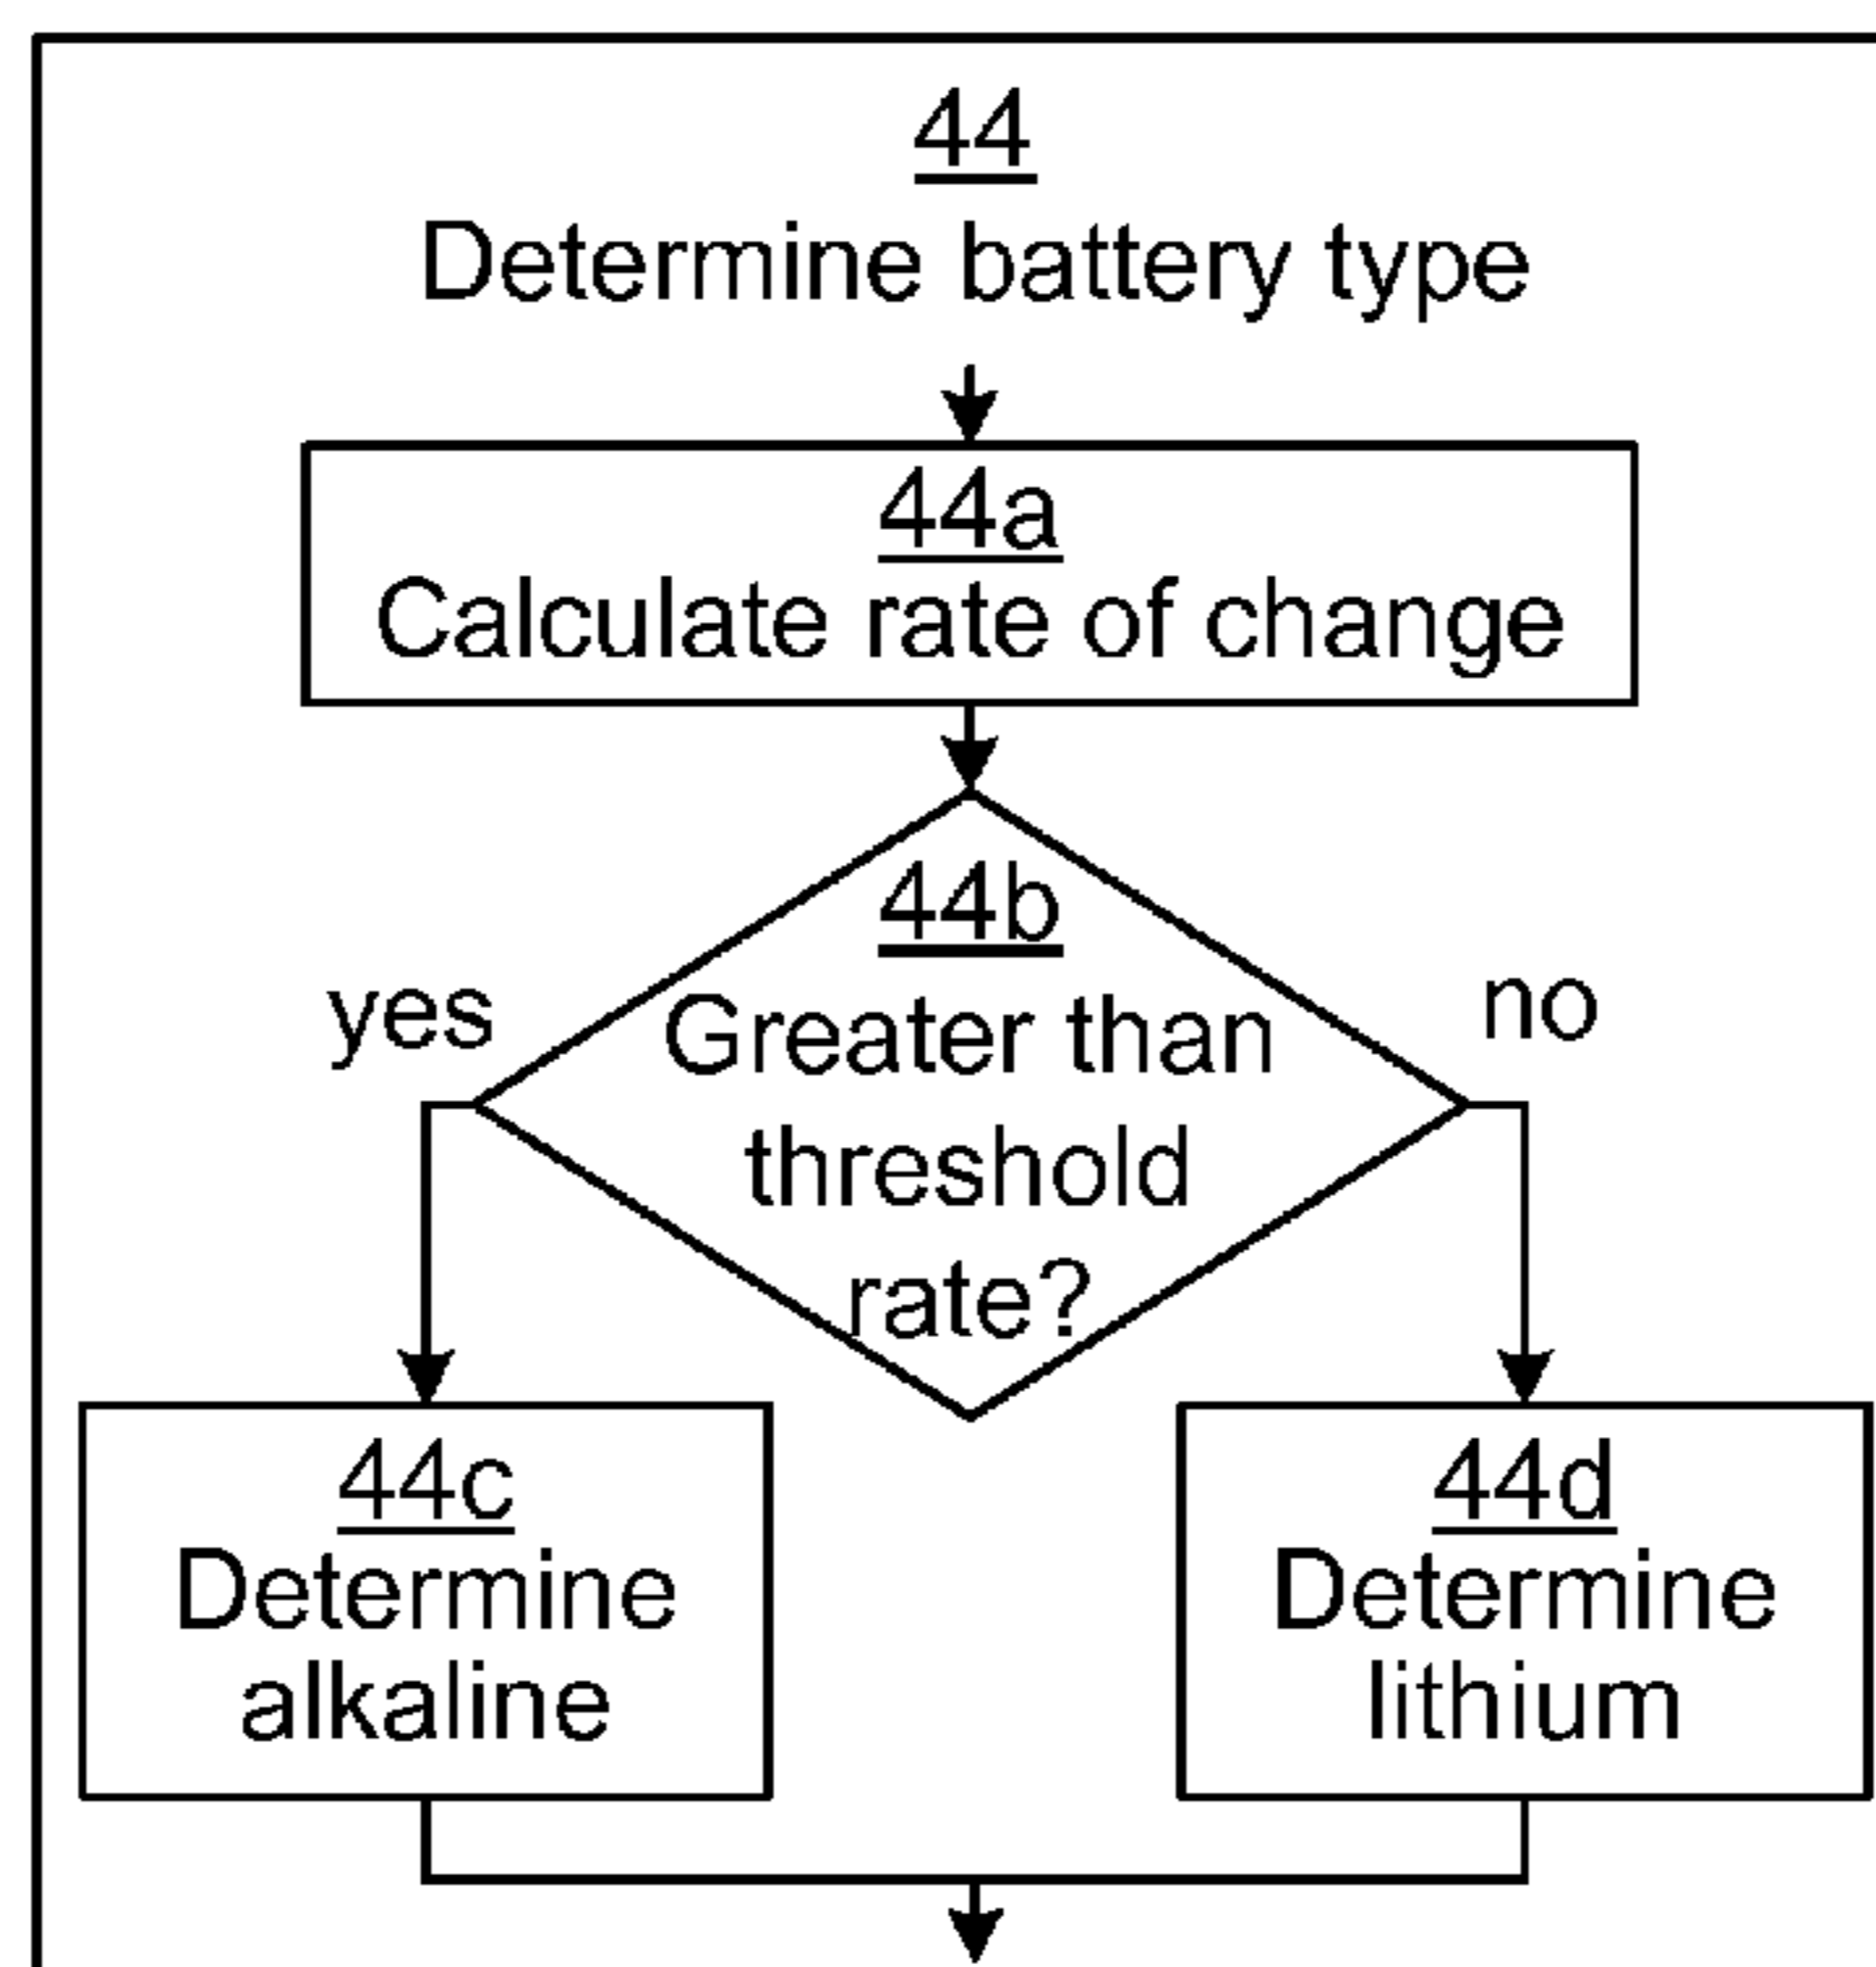 44
Determine battery type
44a
Calculate rate of change
44b
Greater than
threshold
rate?
yes
no
44c
Determine
alkaline
44d
Determine
lithium